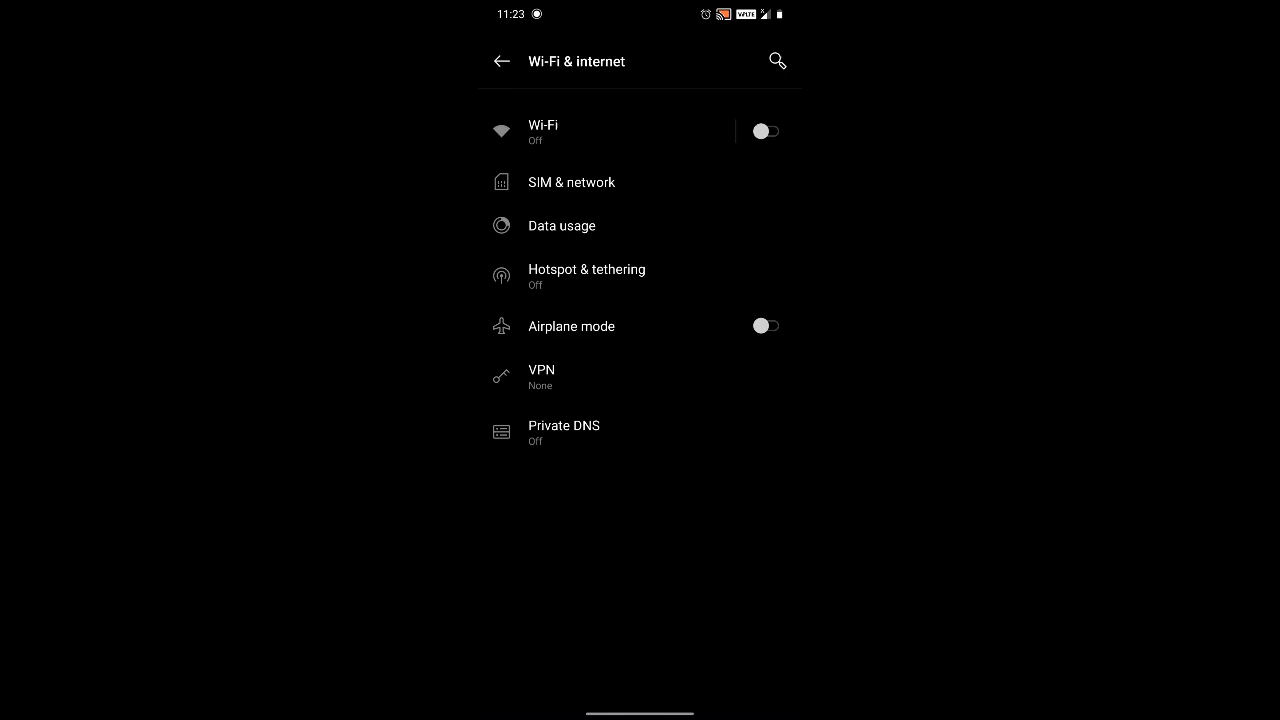 11:23
VoLTE
Wi-Fi & internet
Wi-Fi
Off
SIM & network
Data usage
Hotspot & tethering
Off
Airplane mode
VPN
None
Private DNS
Off